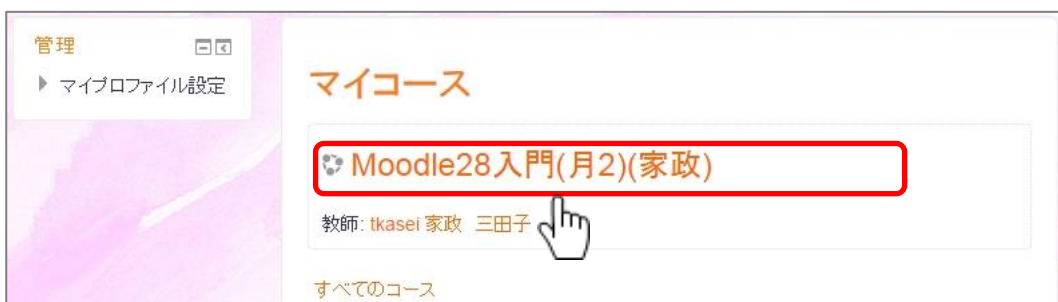 管理
マイプロファイル設定
マイコース
Moodle28入門(月2)(家政)
教師: tkasei 家政 三田子
すべてのコース